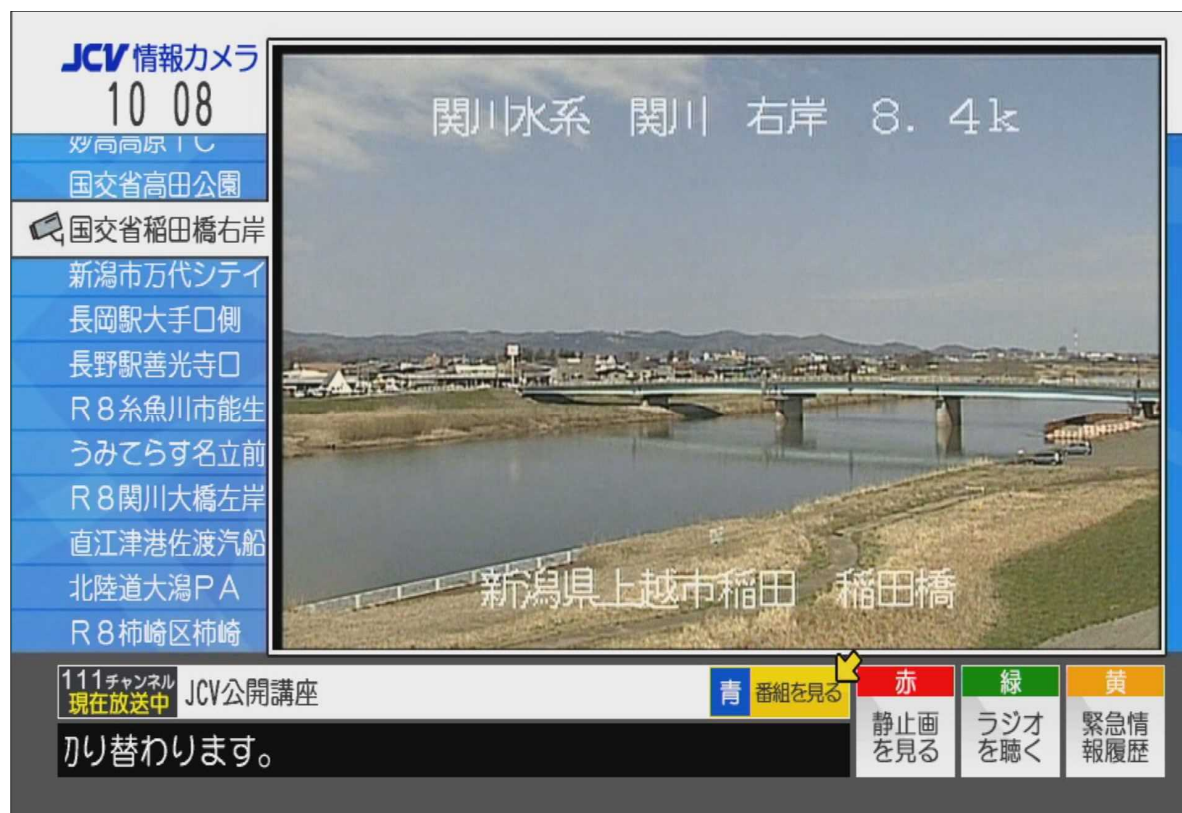 JCV 情報カメラ
10 08
妙高高原IC
国交省高田公園
国交省稲田橋右岸
新潟市万代シテイ
長岡駅大手口側
長野駅善光寺口
R8糸魚川市能生
うみてらす名立前
R8関川大橋左岸
直江津港佐渡汽船
北陸道大潟PA
R8柿崎区柿崎
関川水系 関川 右岸 8.4k
新潟県上越市稲田 稲田橋
111チャンネル
現在放送中
JCV公開講座
青 番組を見る
り替わります。
赤
静止画
を見る
緑
ラジオ
を聴く
黄
緊急情
報履歴